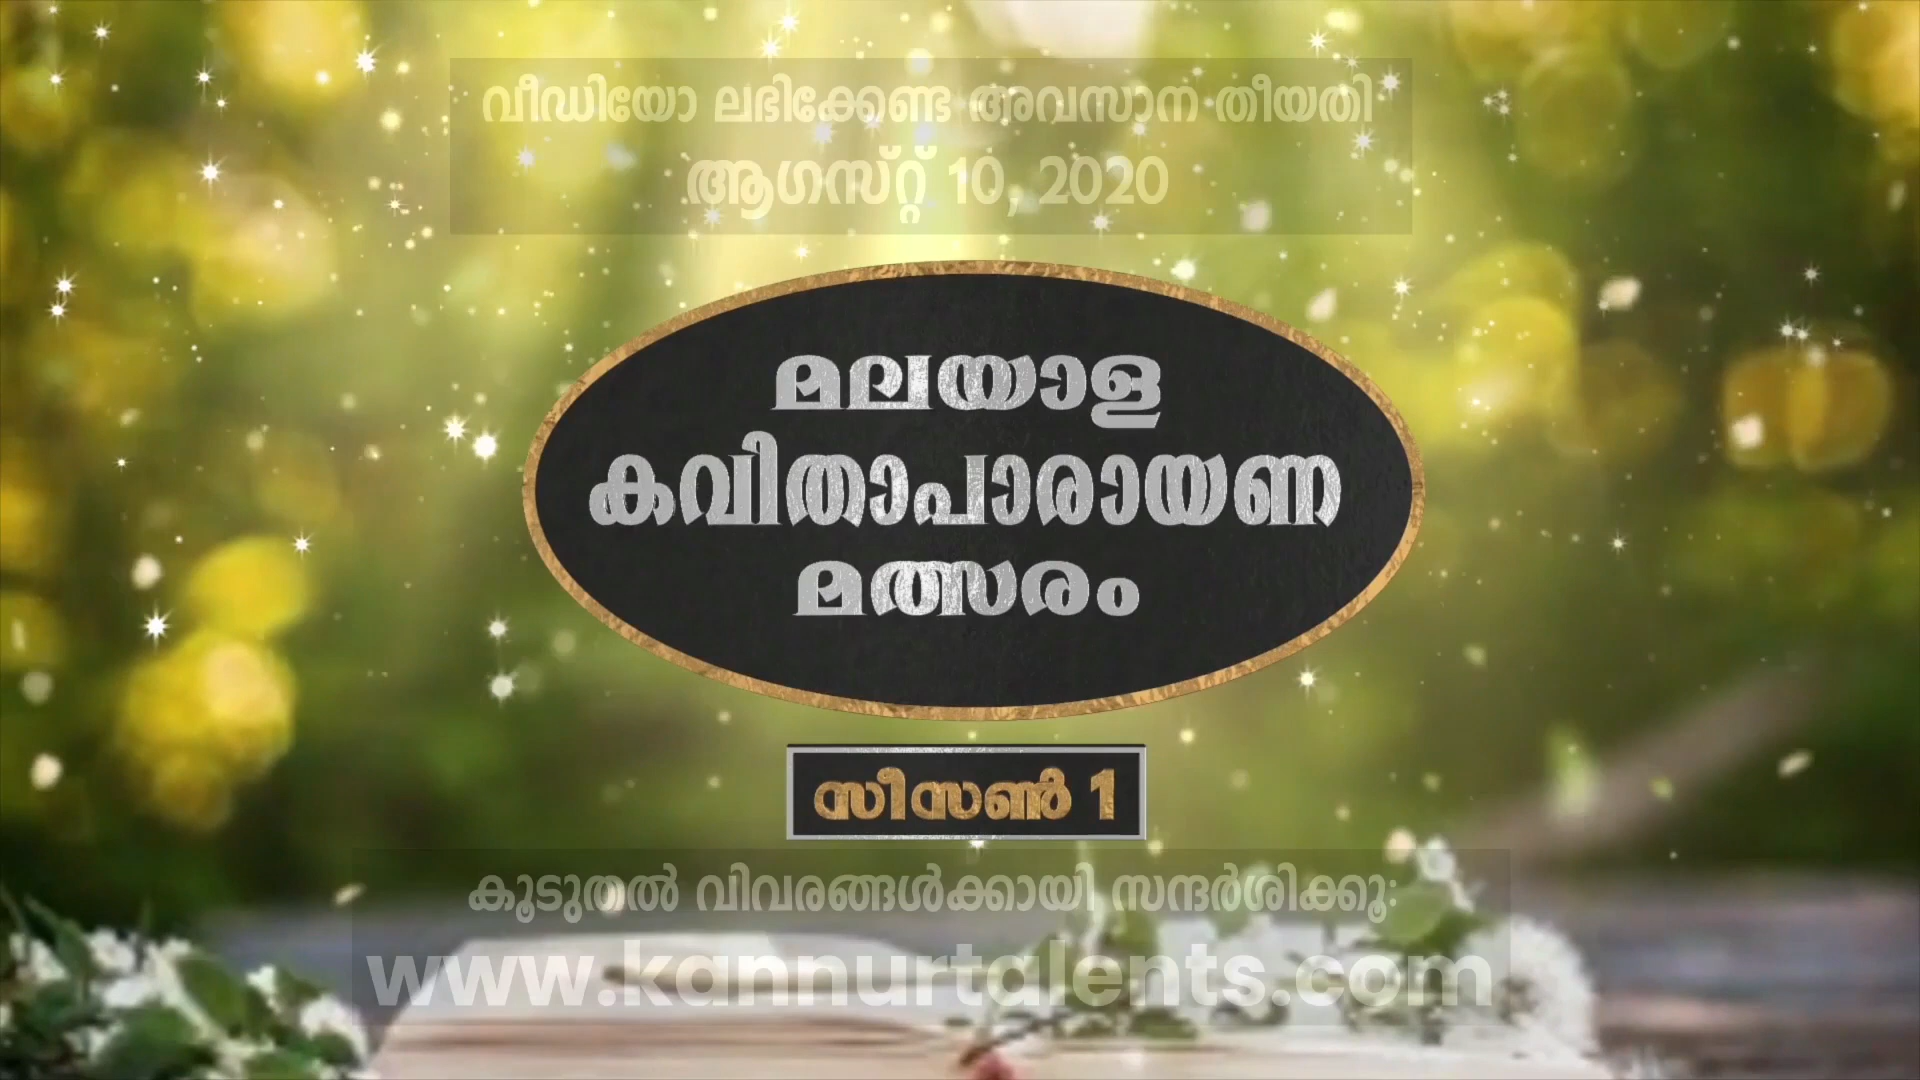 വീഡിയോ ലഭിക്കേണ്ട അവസാന തീയതി
ആഗസ്റ്റ് 10, 2020
മലയാള
കവിതാപാരായണ
മത്സരം
സീസൺ 1
കൂടുതൽ വിവരങ്ങൾക്കായി സന്ദർശിക്കൂ:
www.kannurtalents.com